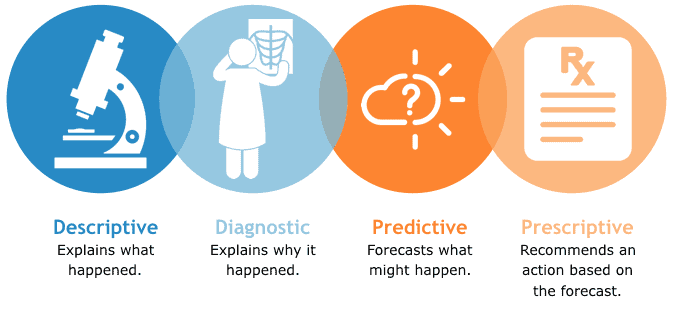 ?
Rx
Descriptive
Explains what
happened.
Diagnostic
Explains why it
happened.
Predictive
Forecasts what
might happen.
Prescriptive
Recommends an
action based on
the forecast.